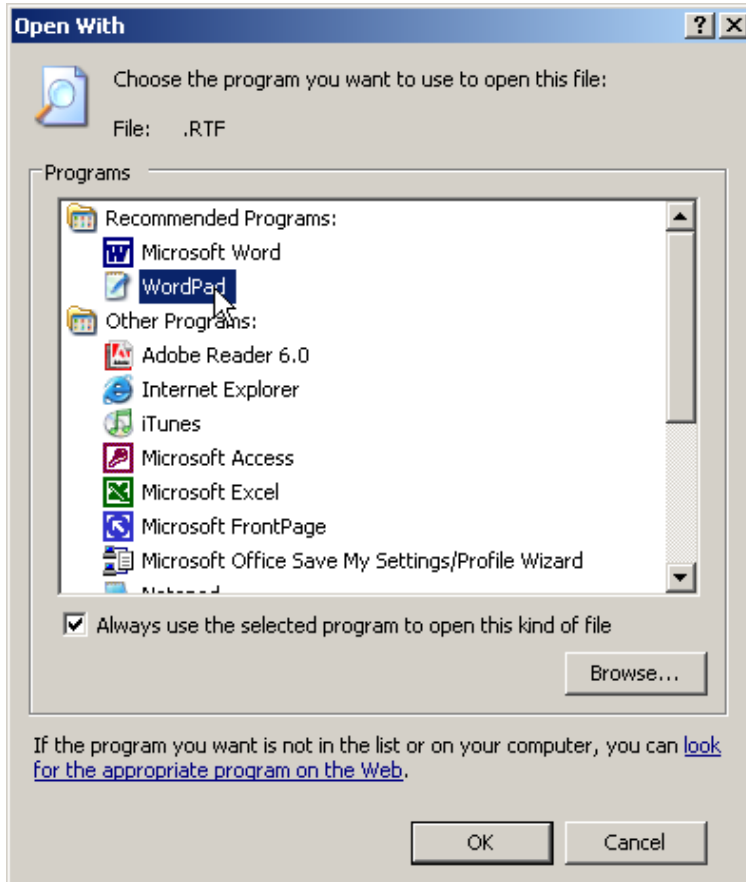 Open With
Choose the program you want to use to open this file:
File: .RTF
Programs
Recommended Programs:
Microsoft Word
WordPad
Other Programs:
Adobe Reader 6.0
Internet Explorer
iTunes
Microsoft Access
Microsoft Excel
Microsoft FrontPage
Microsoft Office Save My Settings/Profile Wizard
Notepad
Always use the selected program to open this kind of file
Browse...
If the program you want is not in the list or on your computer, you can look
for the appropriate program on the Web.
OK Cancel